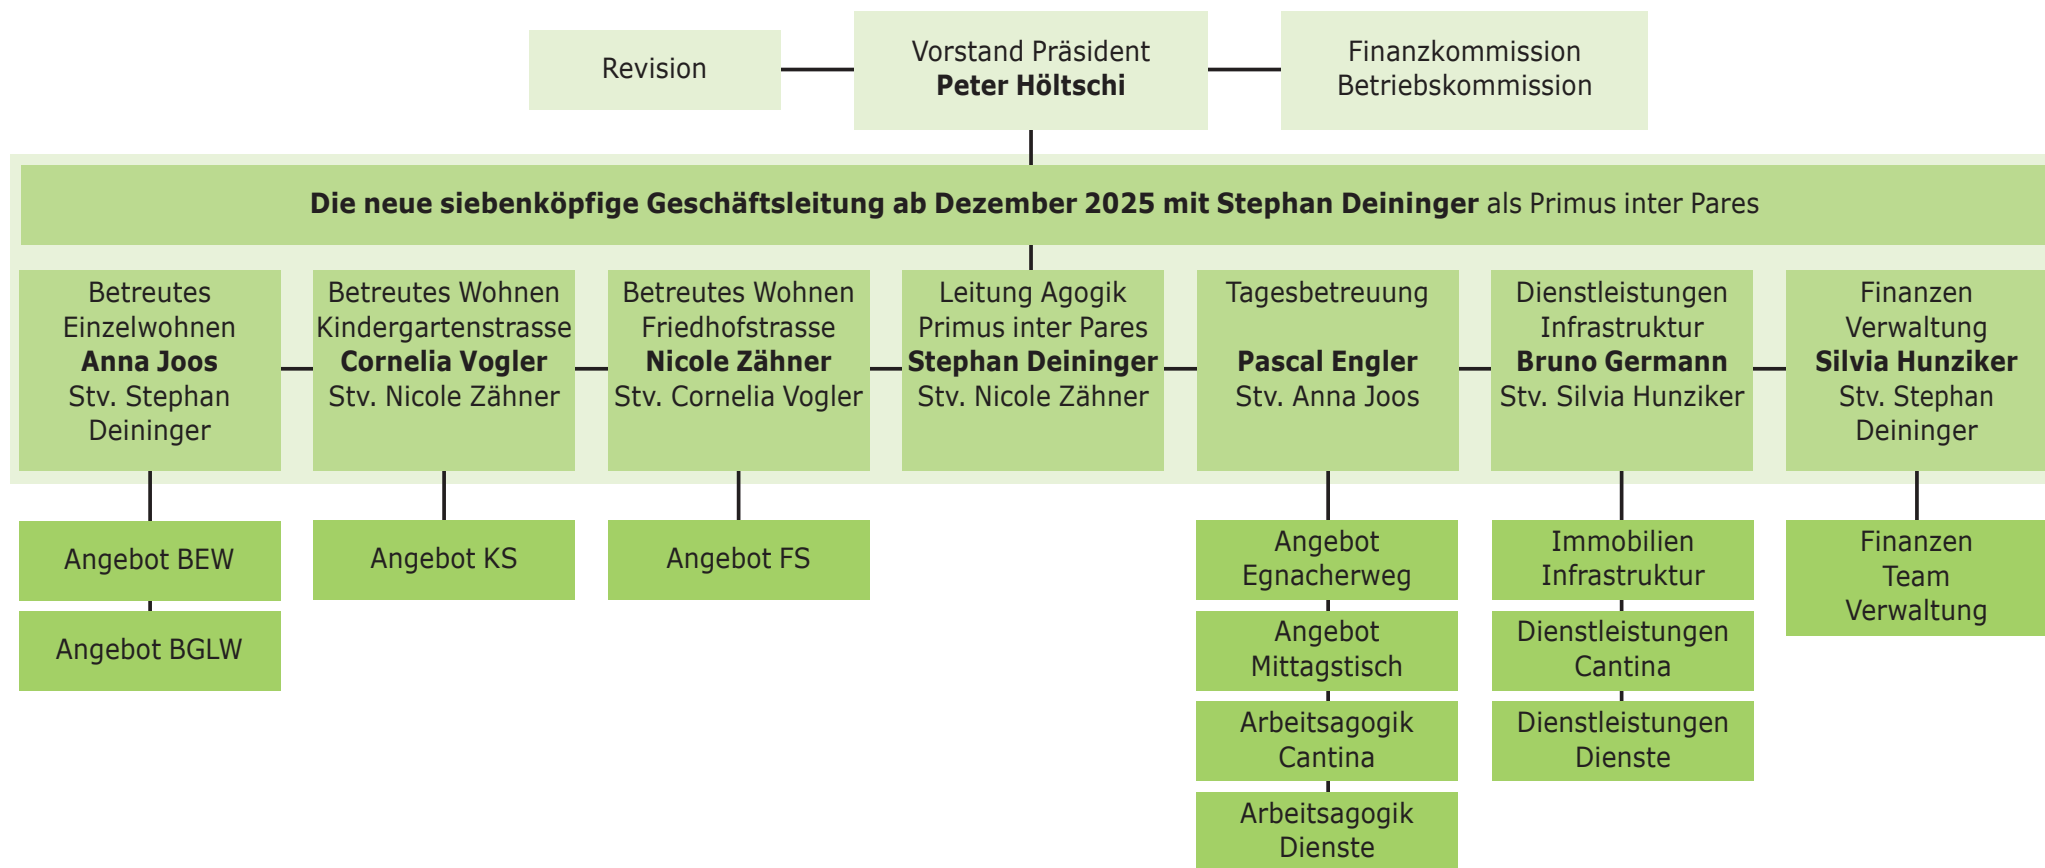 Revision
Vorstand Präsident
Peter Höltschi
Finanzkommission
Betriebskommission
Die neue siebenköpfige Geschäftsleitung ab Dezember 2025 mit Stephan Deininger als Primus inter Pares
Betreutes
Einzelwohnen
Anna Joos
Stv. Stephan
Deininger
Betreutes Wohnen
Kindergartenstrasse
Cornelia Vogler
Stv. Nicole Zähner
Betreutes Wohnen
Friedhofstrasse
Nicole Zähner
Stv. Cornelia Vogler
Leitung Agogik
Primus inter Pares
Stephan Deininger
Stv. Nicole Zähner
Tagesbetreuung
Pascal Engler
Stv. Anna Joos
Dienstleistungen
Infrastruktur
Bruno Germann
Stv. Silvia Hunziker
Finanzen
Verwaltung
Silvia Hunziker
Stv. Stephan
Deininger
Angebot BEW
Angebot BGLW
Angebot KS
Angebot FS
Angebot
Egnacherweg
Angebot
Mittagstisch
Arbeitsagogik
Cantina
Arbeitsagogik
Dienste
Immobilien
Infrastruktur
Dienstleistungen
Cantina
Dienstleistungen
Dienste
Finanzen
Team
Verwaltung